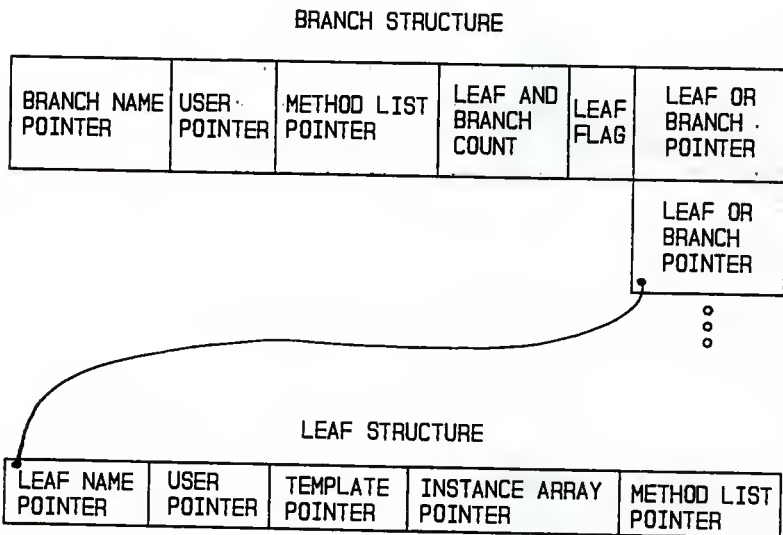 BRANCH STRUCTURE
BRANCH NAME
POINTER
USER
POINTER
METHOD LIST
POINTER
LEAF AND
BRANCH
COUNT
LEAF
FLAG
LEAF OR
BRANCH
POINTER
LEAF OR
BRANCH
POINTER
LEAF STRUCTURE
LEAF NAME
POINTER
USER
POINTER
TEMPLATE
POINTER
INSTANCE ARRAY
POINTER
METHOD LIST
POINTER